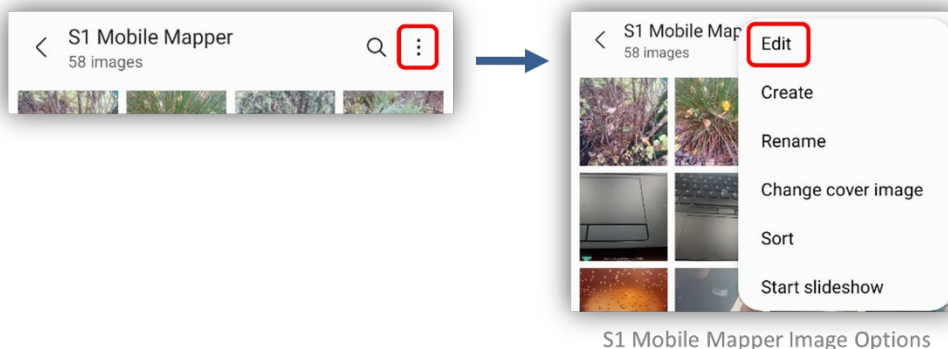 S1 Mobile Mapper
58 images
S1 Mobile Map
58 images
Edit
Create
Rename
Change cover image
Sort
Start slideshow
S1 Mobile Mapper Image Options